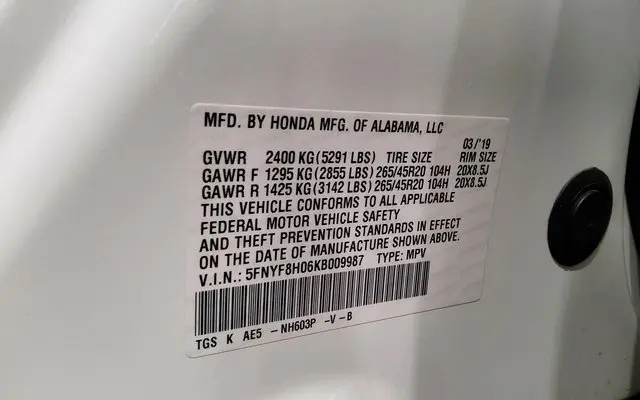 MFD. BY HONDA MFG. OF ALABAMA, LLC
03/'19
GVWR 2400 KG (5291 LBS) TIRE SIZE RIM SIZE
GAWR F 1295 KG (2855 LBS) 265/45R20 104H 20X8.5J
GAWR R 1425 KG (3142 LBS) 265/45R20 104H 20X8.5J
THIS VEHICLE CONFORMS TO ALL APPLICABLE
FEDERAL MOTOR VEHICLE SAFETY
AND THEFT PREVENTION STANDARDS IN EFFECT
ON THE DATE OF MANUFACTURE SHOWN ABOVE.
V.I.N.: 5FNYF8H06KB009987 TYPE: MPV
TGS K AE5 -NH603P -V-B